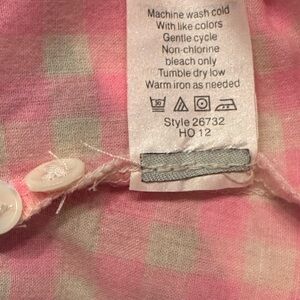 Machine wash cold
With like colors
Gentle cycle
Non-chlorine
bleach only
Tumble dry low
Warm iron as needed
Style 26732
HO 12